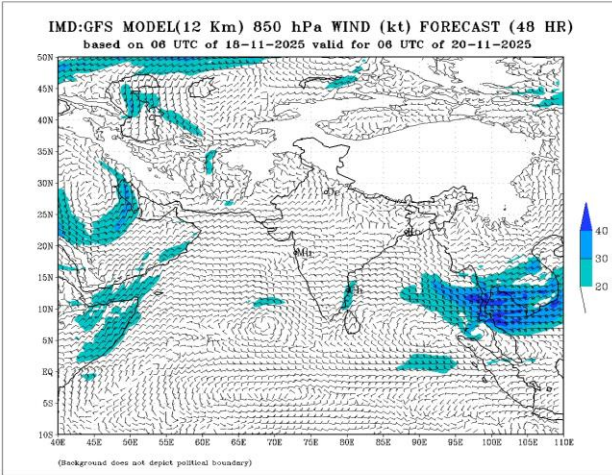 IMD:GFS MODEL(12 Km) 850 hPa WIND (kt) FORECAST (48 HR)
based on 06 UTC of 18-11-2025 valid for 06 UTC of 20-11-2025
50N
45N
40N
35N
30N
25N
20N
15N
10N
5N
EQ
5S
10S
40
30
20
40E 45E 50E 55E 60E 65E 70E 75E 80E 85E 90E 95E 100E 105E 110E
(Background does not depict political boundary)